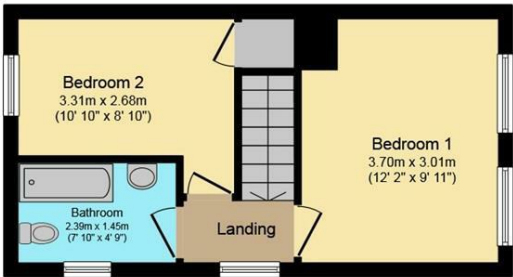 Bedroom 2
3.31m x 2.68m
(10' 10" x 8' 10")
Bedroom 1
3.70m x 3.01m
(12' 2" x 9' 11")
Bathroom
2.39m x 1.45m
(7' 10" x 4' 9")
Landing